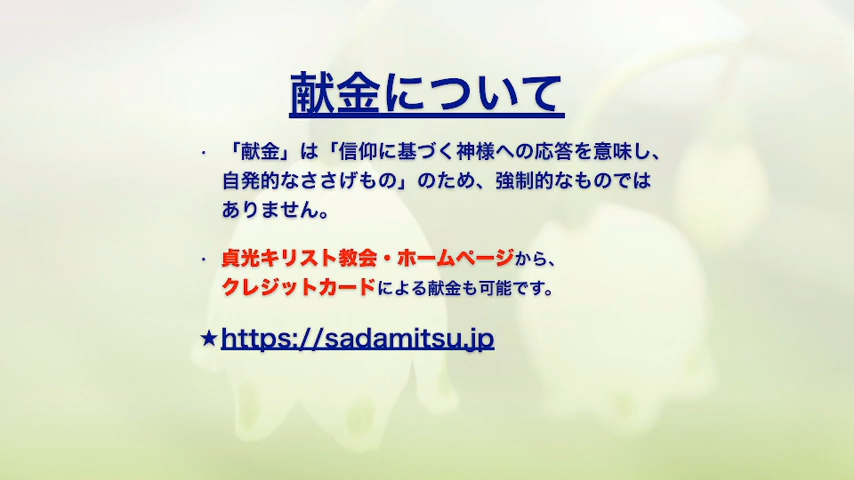 献金について
・ 「献金」は「信仰に基づく神様への応答を意味し、
自発的なささげもの」のため、強制的なものでは
ありません。
・ 貞光キリスト教会・ホームページから、
クレジットカードによる献金も可能です。
★https://sadamitsu.jp